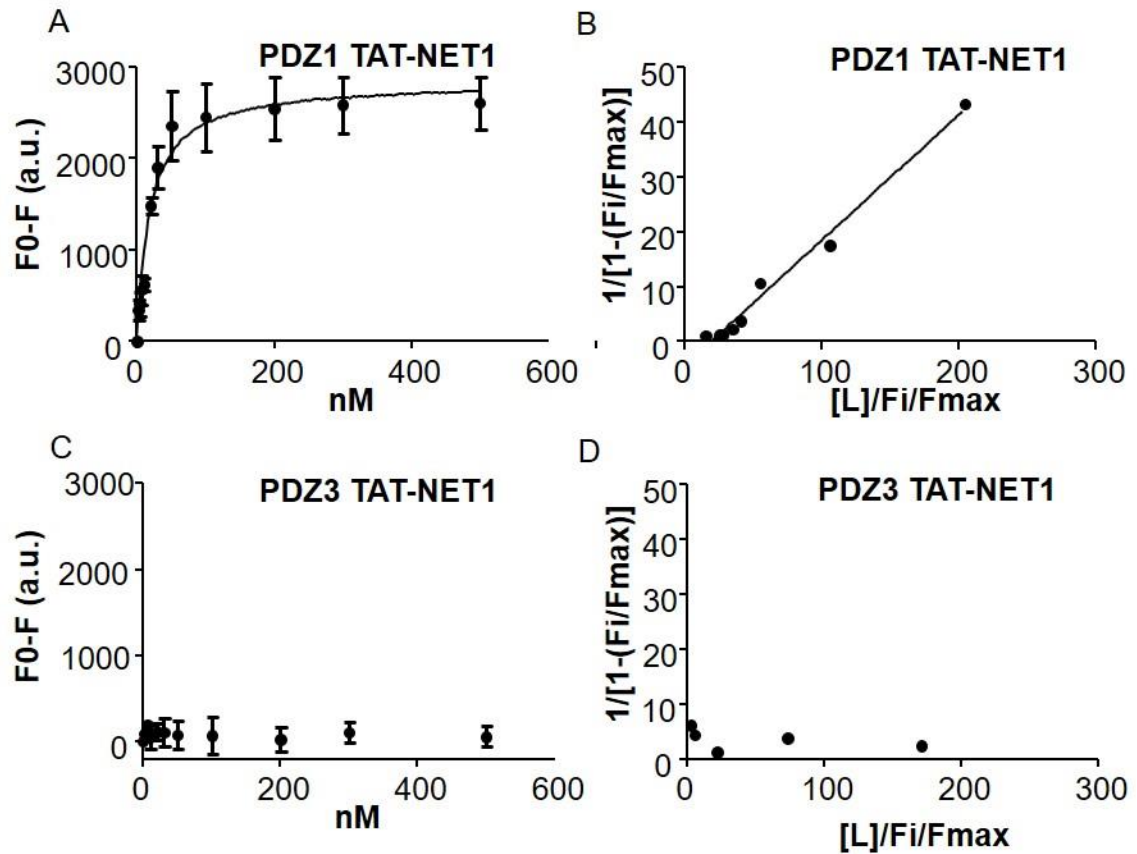 A
PDZ1 TAT-NET1
3000
2000
1000
0
F0-F (a.u.)
0 200 400 600
nM
B
PDZ1 TAT-NET1
50
40
30
20
10
0
1/[1-(Fi/Fmax)]
0 100 200 300
[L]/Fi/Fmax
C
PDZ3 TAT-NET1
3000
2000
1000
0
F0-F (a.u.)
0 200 400 600
nM
D
PDZ3 TAT-NET1
50
40
30
20
10
0
1/[1-(Fi/Fmax)]
0 100 200 300
[L]/Fi/Fmax